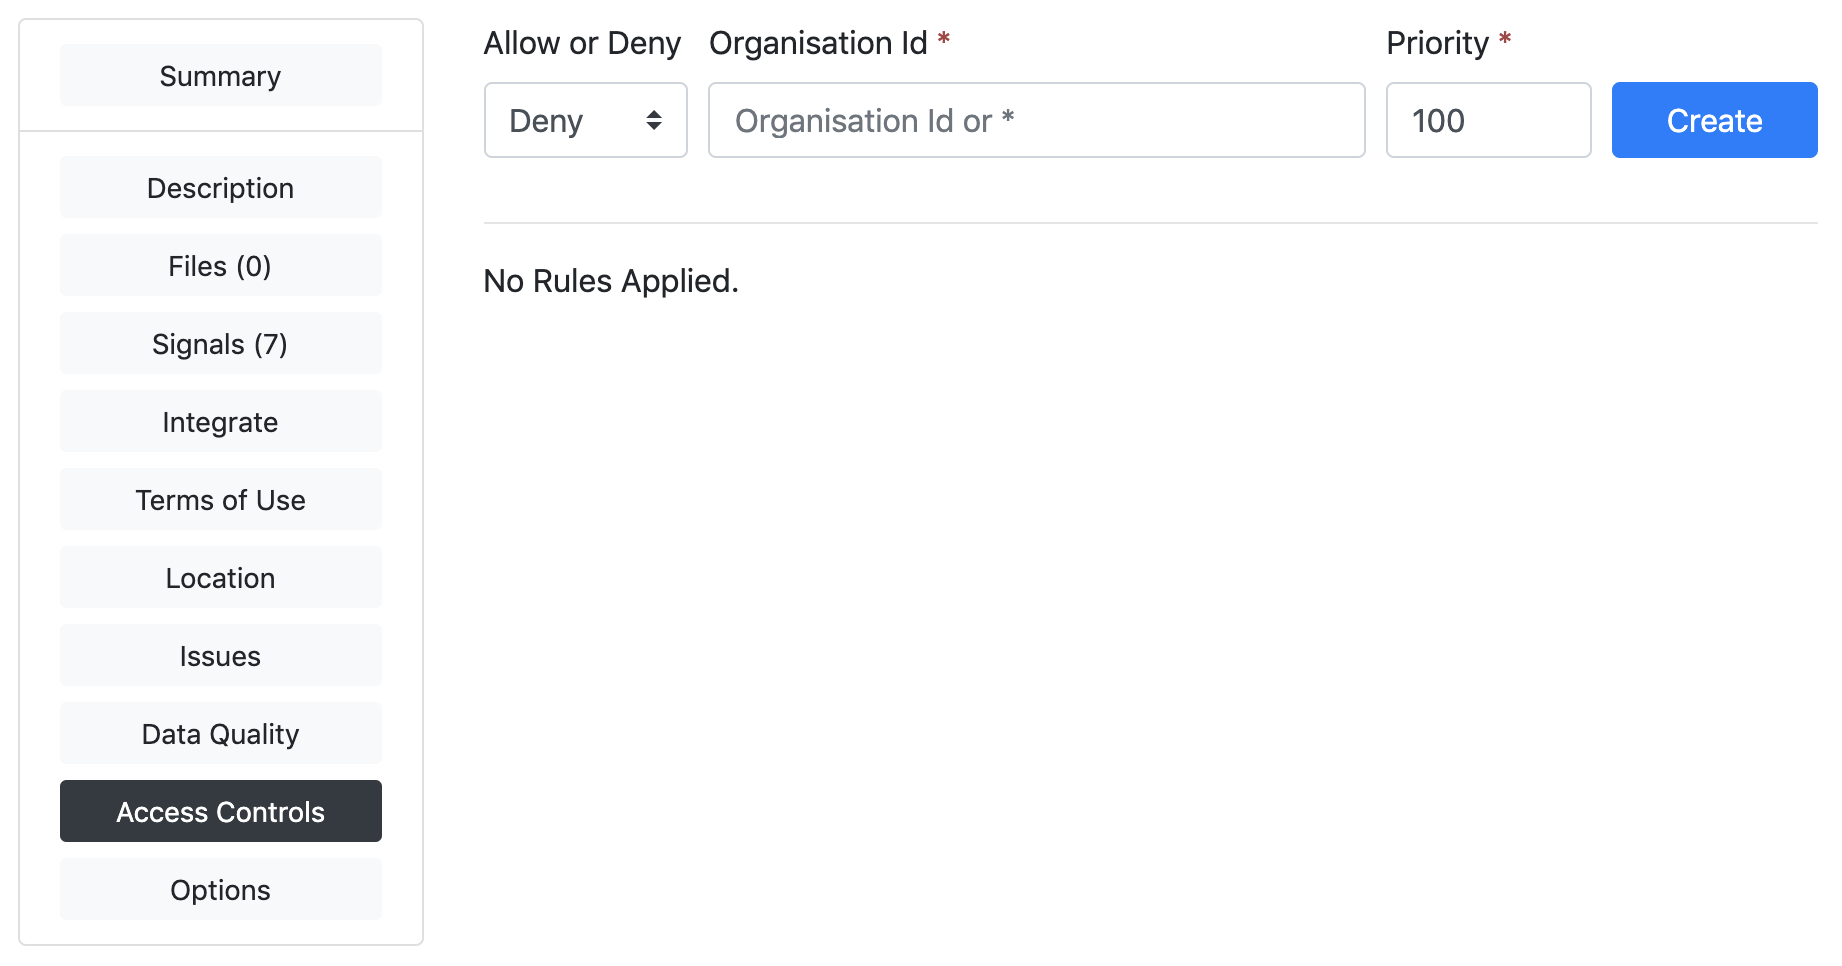 Summary
Description
Files (0)
Signals (7)
Integrate
Terms of Use
Location
Issues
Data Quality
Access Controls
Options
Allow or Deny Organisation Id * Priority *
Deny Organisation Id or * 100 Create
No Rules Applied.